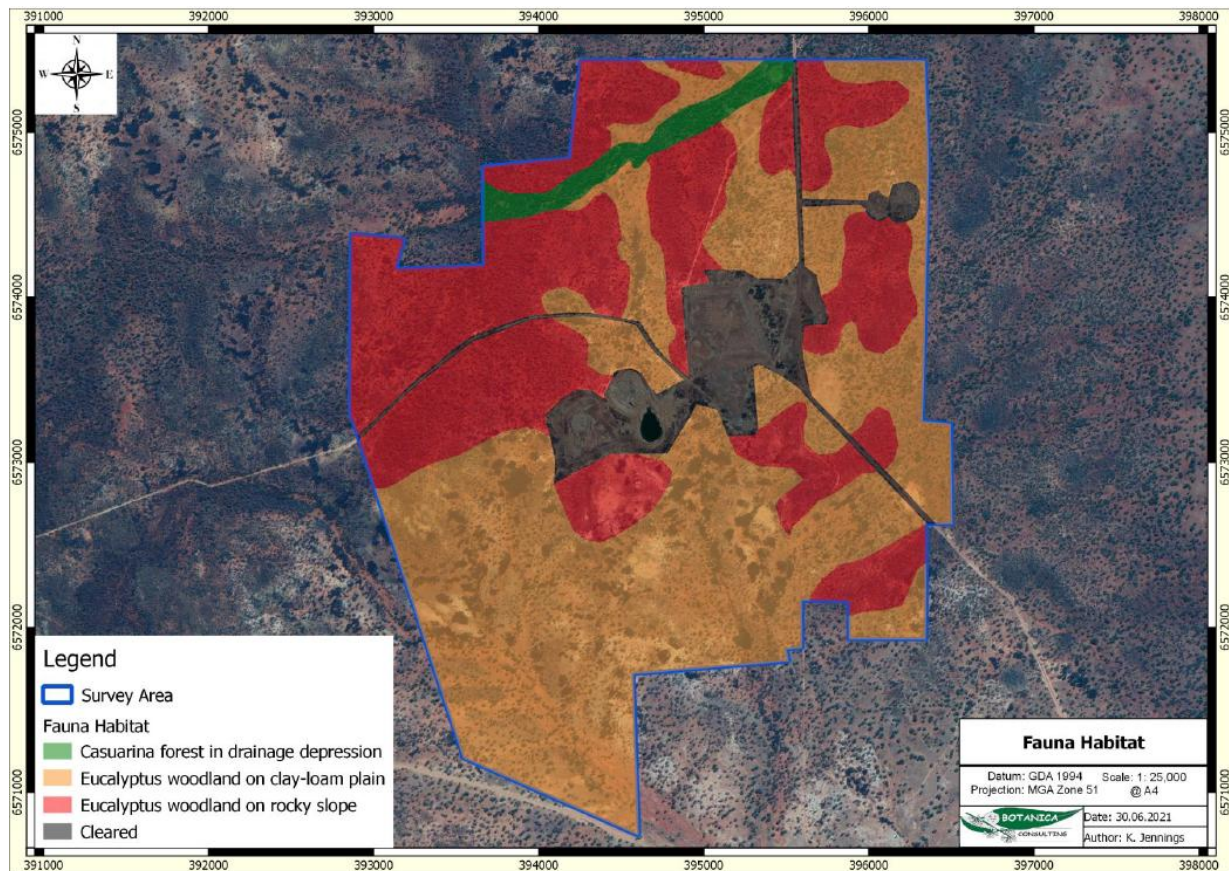 391000 392000 393000 394000 395000 396000 397000 398000
N
W E
S
6575000 6575000
6574000 6574000
6573000 6573000
6572000 6572000
6571000 6571000
Legend
Survey Area
Fauna Habitat
Casuarina forest in drainage depression
Eucalyptus woodland on clay-loam plain
Eucalyptus woodland on rocky slope
Cleared
Fauna Habitat
Datum: GDA 1994 Scale: 1: 25,000
Projection: MGA Zone 51 @ A4
BOTANICA
CONSULTING
Date: 30.06.2021
Author: K. Jennings
391000 392000 393000 394000 395000 396000 397000 398000